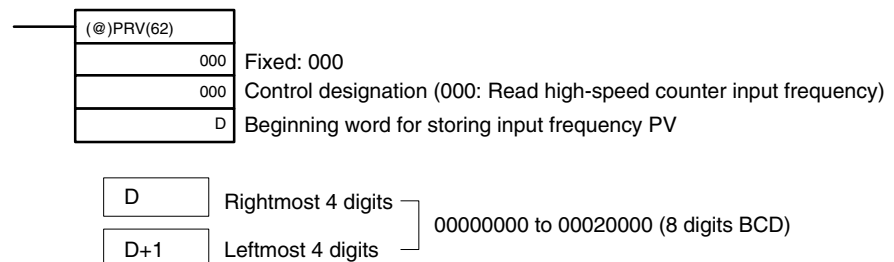 (@)PRV(62)
000 Fixed: 000
000 Control designation (000: Read high-speed counter input frequency)
D Beginning word for storing input frequency PV
D Rightmost 4 digits
00000000 to 00020000 (8 digits BCD)
D+1 Leftmost 4 digits